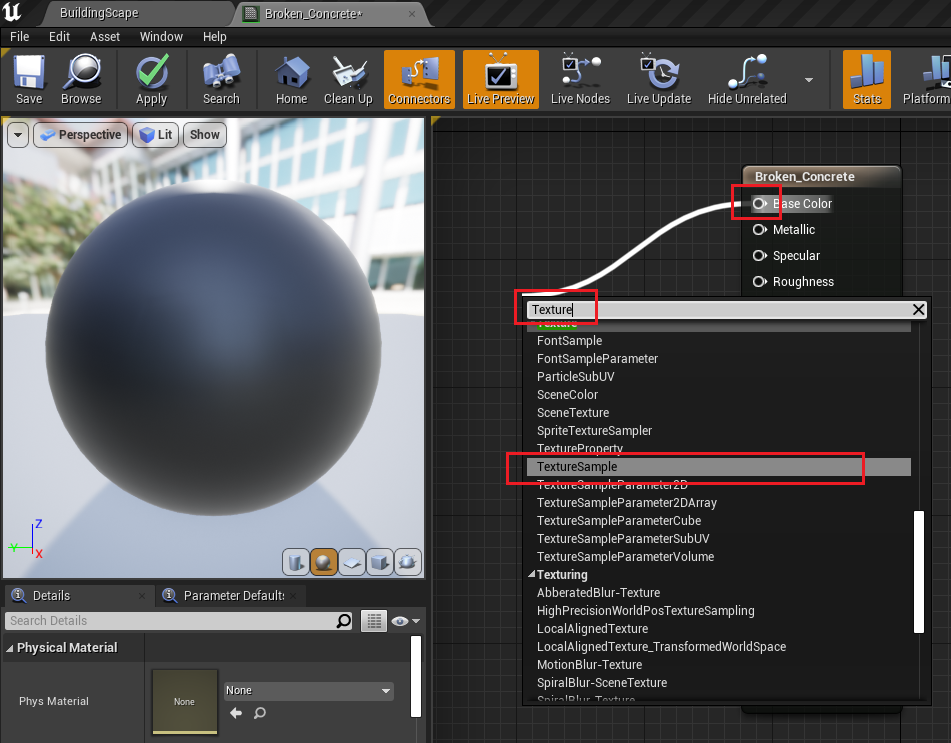 BuildingScape
Broken_Concrete*
File Edit Asset Window Help
Save Browse Apply Search Home Clean Up Connectors Live Preview Live Nodes Live Update Hide Unrelated Stats Platform
Perspective Lit Show
Broken_Concrete
Base Color
Metallic
Specular
Roughness
Texture
Texture
FontSample
FontSampleParameter
ParticleSubUV
SceneColor
SceneTexture
SpriteTextureSampler
TextureProperty
TextureSample
TextureSampleParameter2D
TextureSampleParameter2DArray
TextureSampleParameterCube
TextureSampleParameterSubUV
TextureSampleParameterVolume
Texturing
AbberatedBlur-Texture
HighPrecisionWorldPosTextureSampling
LocalAlignedTexture
LocalAlignedTexture_TransformedWorldSpace
MotionBlur-Texture
SpiralBlur-SceneTexture
SpiralBlur-Texture
Z
Y
X
Details Parameter Defaults
Search Details
Physical Material
Phys Material
None
None